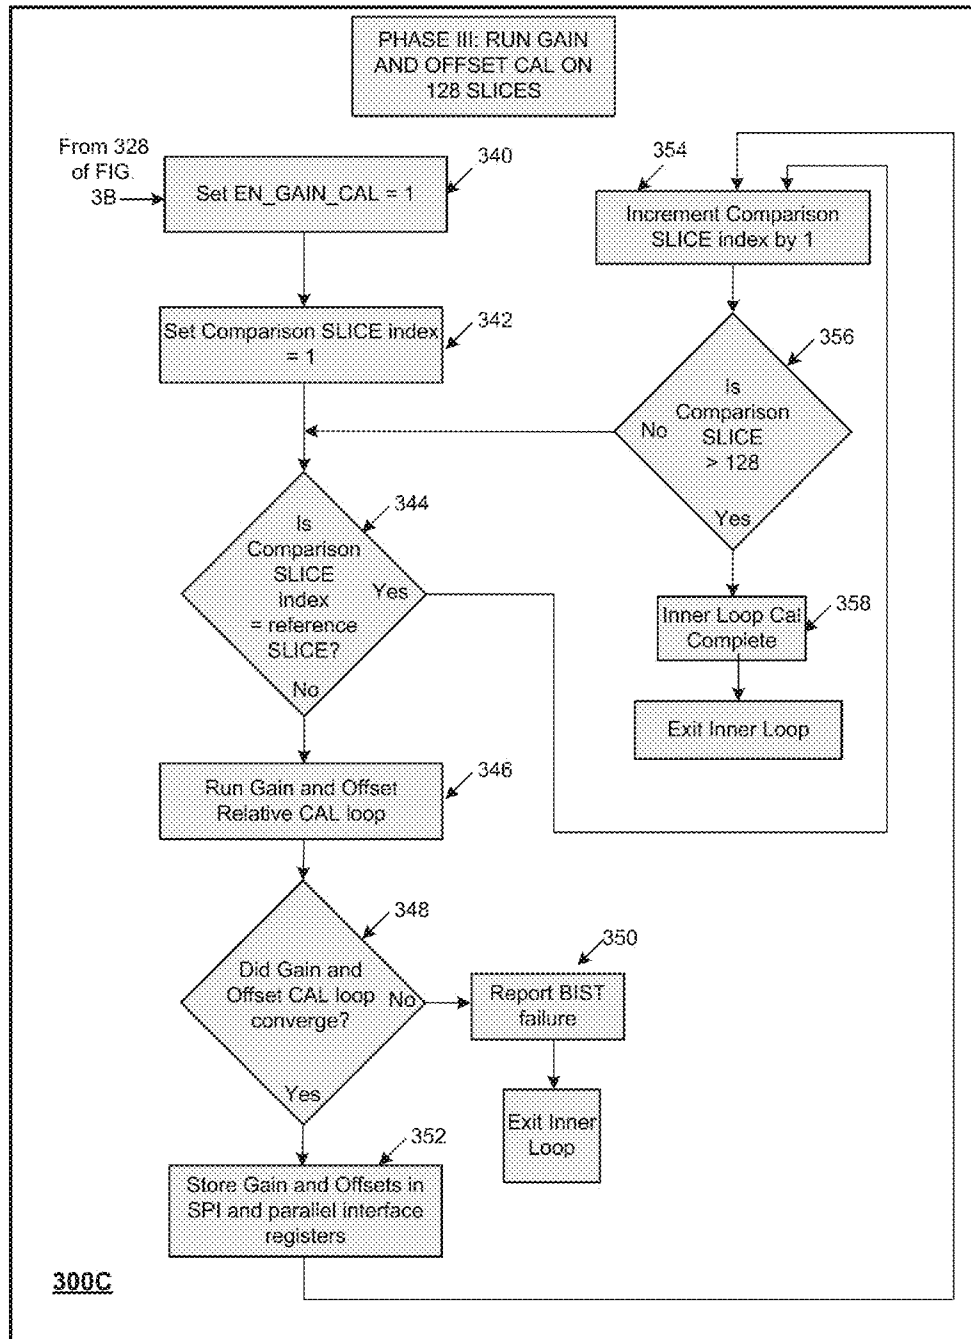 PHASE III: RUN GAIN
AND OFFSET CAL ON
128 SLICES
From 328
of FIG.
3B
340
Set EN_GAIN_CAL = 1
342
Set Comparison SLICE index
= 1
344
Is
Comparison
SLICE
Index
= reference
SLICE?
Yes
No
346
Run Gain and Offset
Relative CAL loop
348
Did Gain and
Offset CAL loop
converge?
No
Yes
350
Report BIST
failure
Exit Inner
Loop
352
Store Gain and Offsets in
SPI and parallel interface
registers
354
Increment Comparison
SLICE index by 1
356
Is
Comparison
SLICE
> 128
No
Yes
358
Inner Loop Cal
Complete
Exit Inner Loop
300C